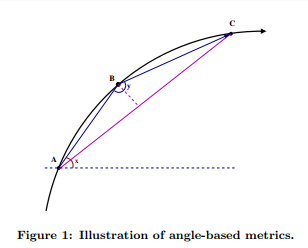 C
B
y
A
x
Figure 1: Illustration of angle-based metrics.